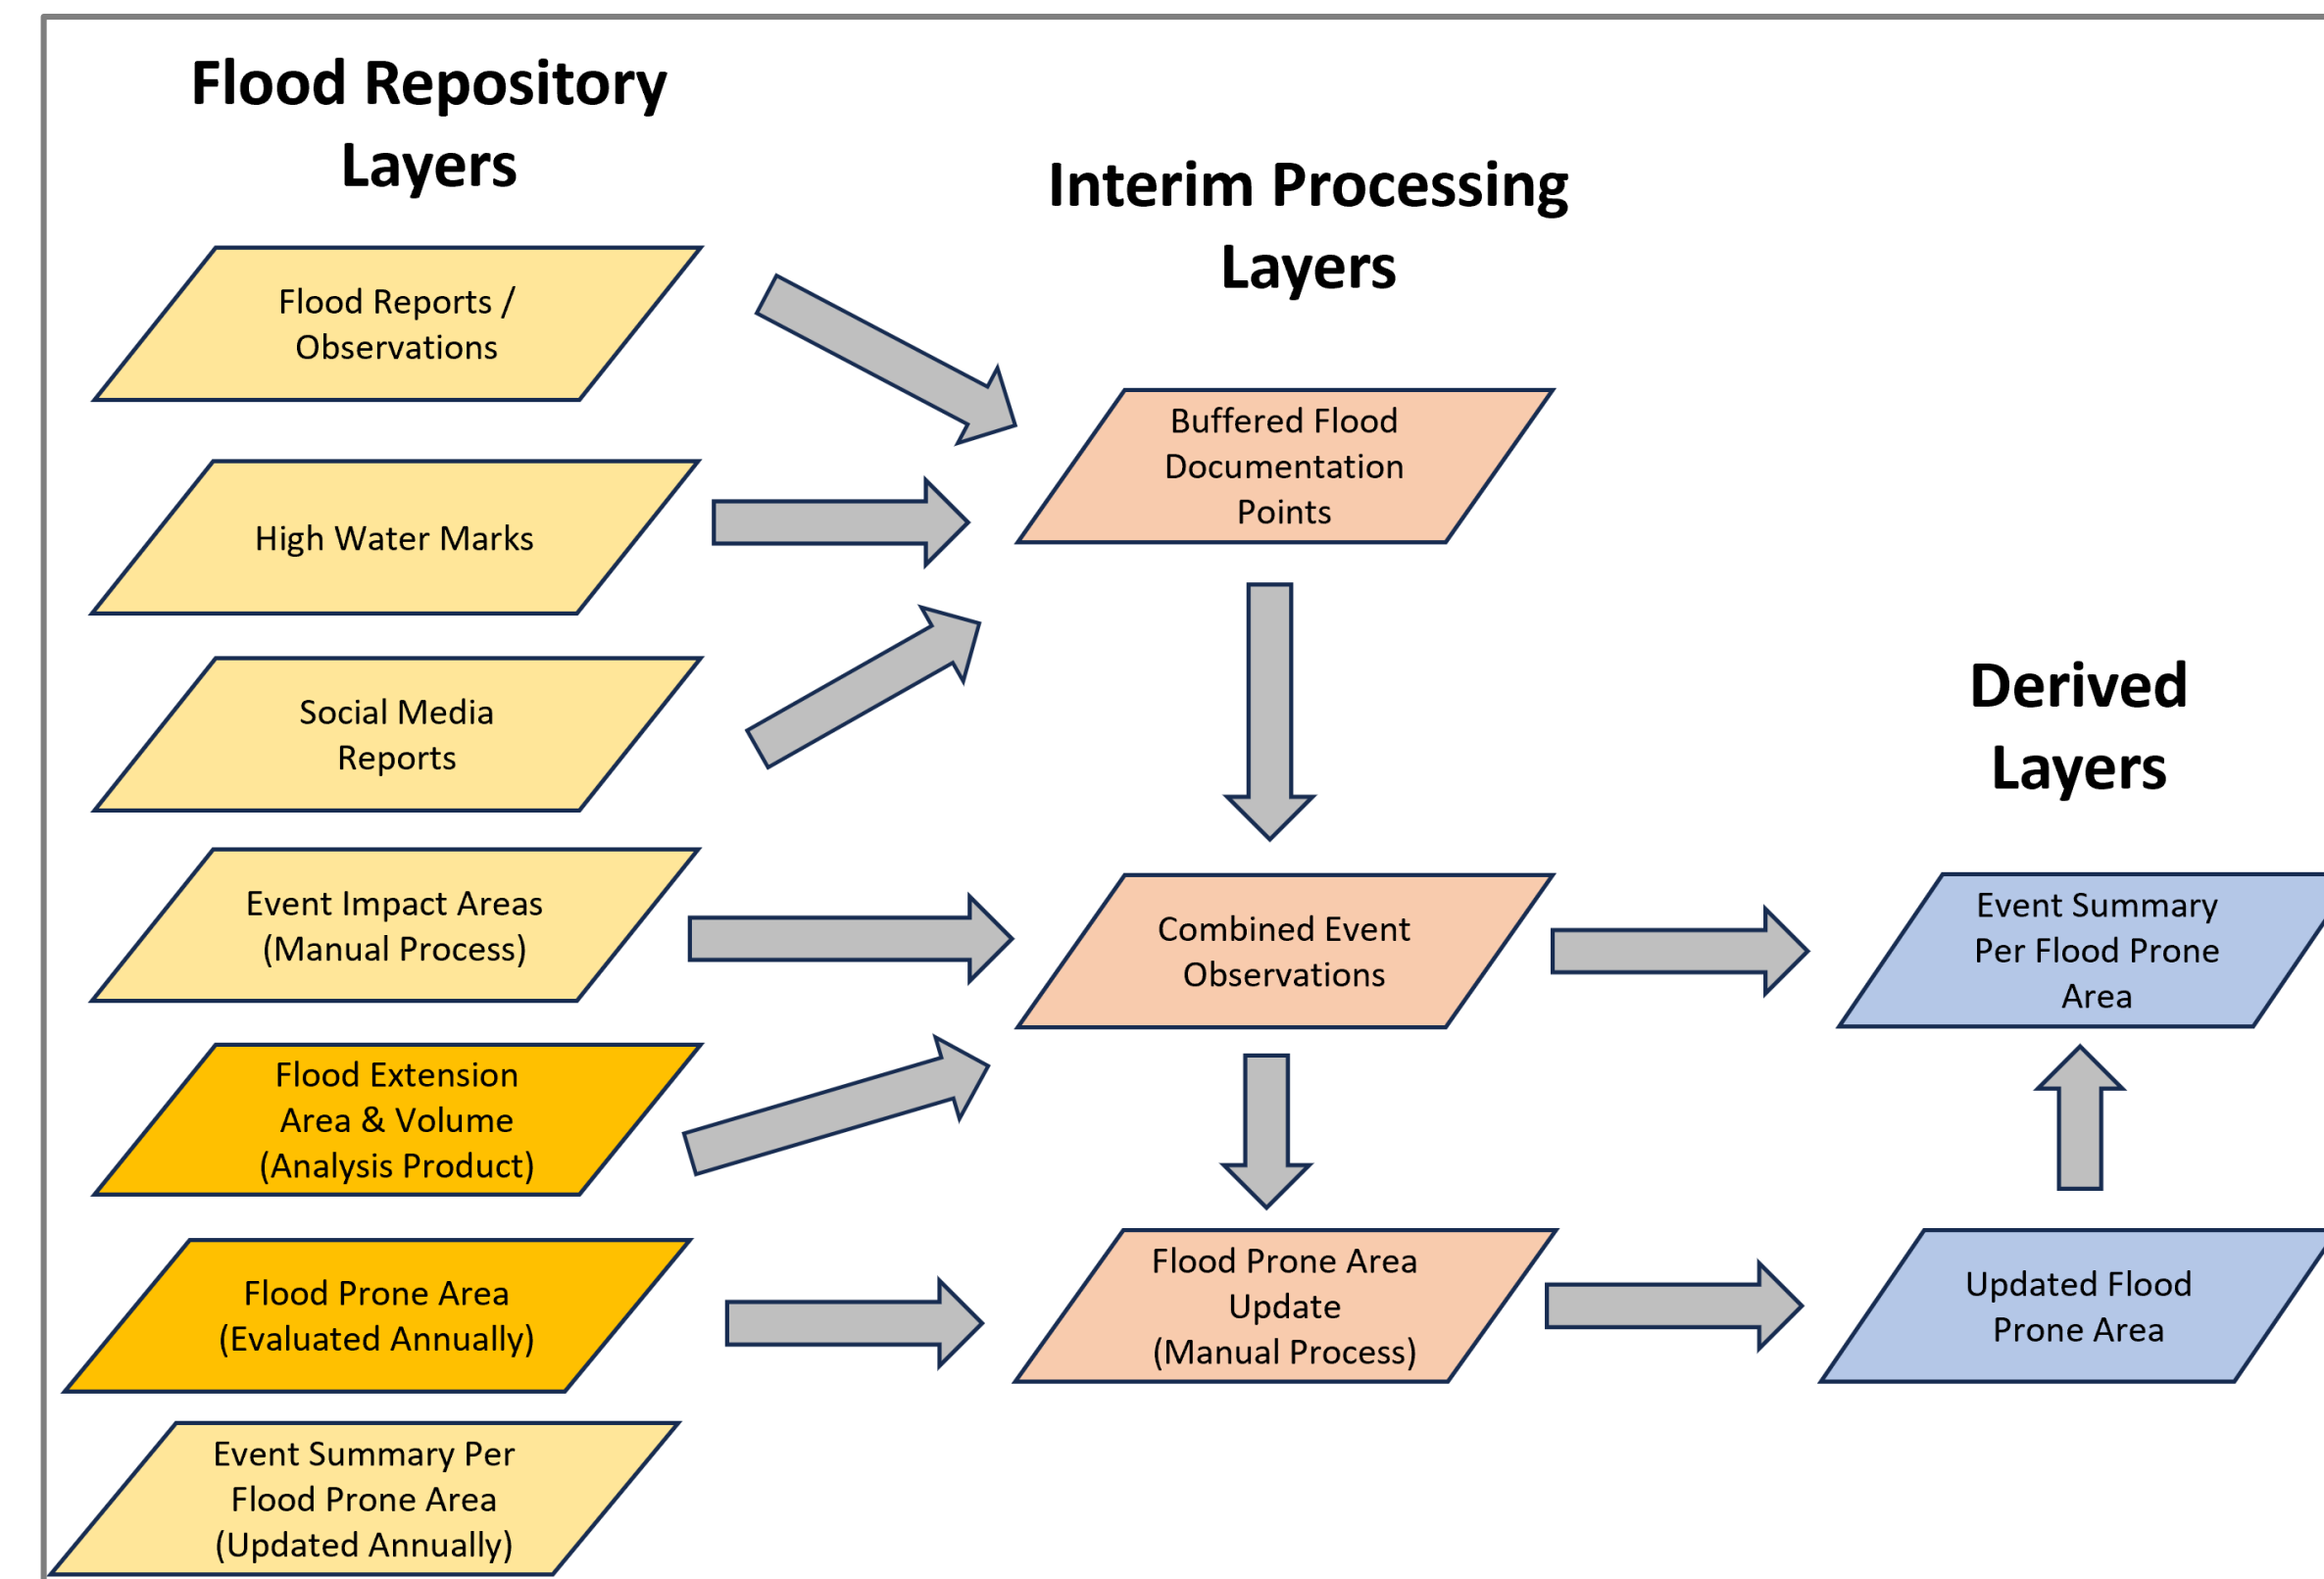 Flood Repository
Layers
Flood Reports /
Observations
High Water Marks
Social Media
Reports
Event Impact Areas
(Manual Process)
Flood Extension
Area & Volume
(Analysis Product)
Flood Prone Area
(Evaluated Annually)
Event Summary Per
Flood Prone Area
(Updated Annually)
Interim Processing
Layers
Buffered Flood
Documentation
Points
Combined Event
Observations
Flood Prone Area
Update
(Manual Process)
Derived
Layers
Event Summary
Per Flood Prone
Area
Updated Flood
Prone Area